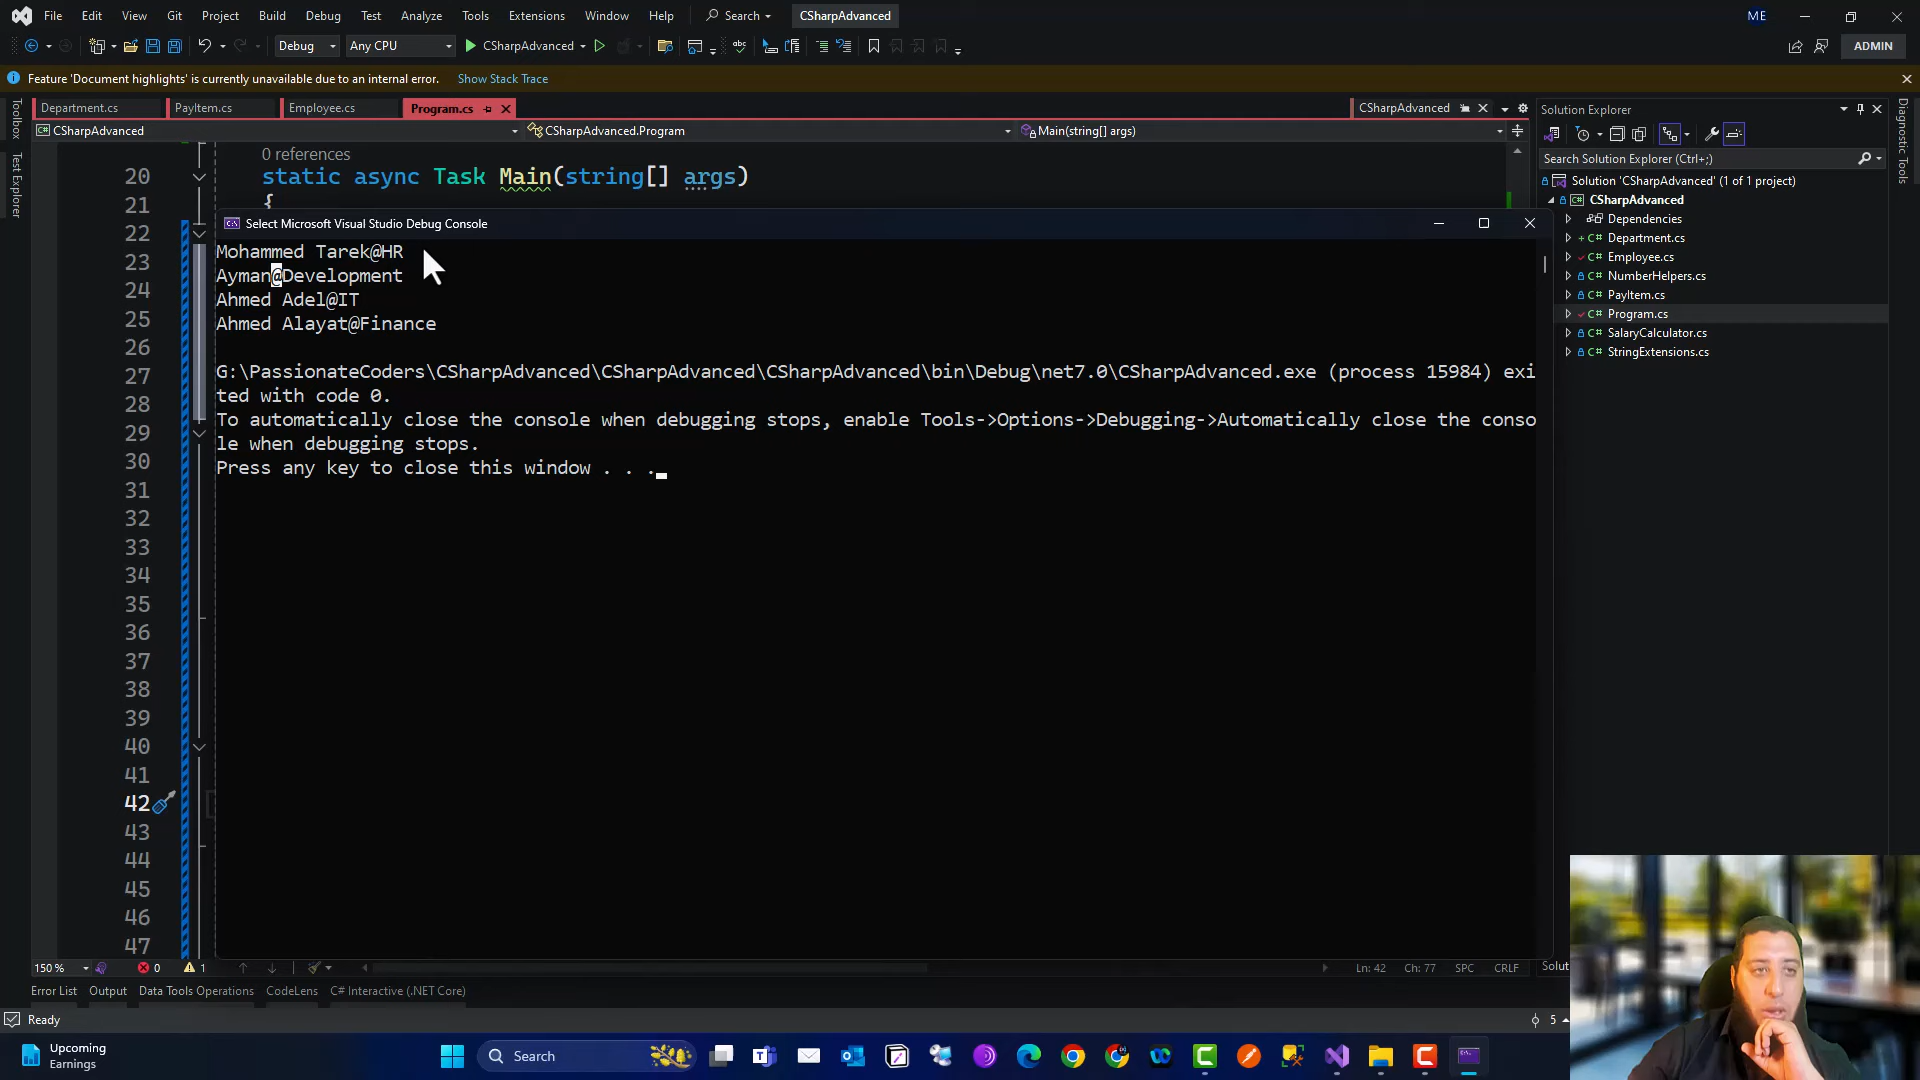 File Edit View Git Project Build Debug Test Analyze Tools Extensions Window Help Search CSharpAdvanced ME
Debug Any CPU CSharpAdvanced ADMIN
Feature 'Document highlights' is currently unavailable due to an internal error. Show Stack Trace
Department.cs PayItem.cs Employee.cs Program.cs CSharpAdvanced
CSharpAdvanced CSharpAdvanced.Program Main(string[] args)
Toolbox
Test Explorer
0 references
20 static async Task Main(string[] args)
21 {
22
23
24
25
26
27
28
29
30
31
32
33
34
35
36
37
38
39
40
41
42
43
44
45
46
47
Select Microsoft Visual Studio Debug Console
Mohammed Tarek@HR
Ayman@Development
Ahmed Adel@IT
Ahmed Alayat@Finance
G:\PassionateCoders\CSharpAdvanced\CSharpAdvanced\CSharpAdvanced\bin\Debug\net7.0\CSharpAdvanced.exe (process 15984) exi
ted with code 0.
To automatically close the console when debugging stops, enable Tools->Options->Debugging->Automatically close the conso
le when debugging stops.
Press any key to close this window . . .
Solution Explorer
Search Solution Explorer (Ctrl+;)
Solution 'CSharpAdvanced' (1 of 1 project)
CSharpAdvanced
Dependencies
C# Department.cs
C# Employee.cs
C# NumberHelpers.cs
C# PayItem.cs
C# Program.cs
C# SalaryCalculator.cs
C# StringExtensions.cs
Diagnostic Tools
150 % 0 1 Ln: 42 Ch: 77 SPC CRLF Solut
Error List Output Data Tools Operations CodeLens C# Interactive (.NET Core)
Ready 5
Upcoming
Earnings
Search